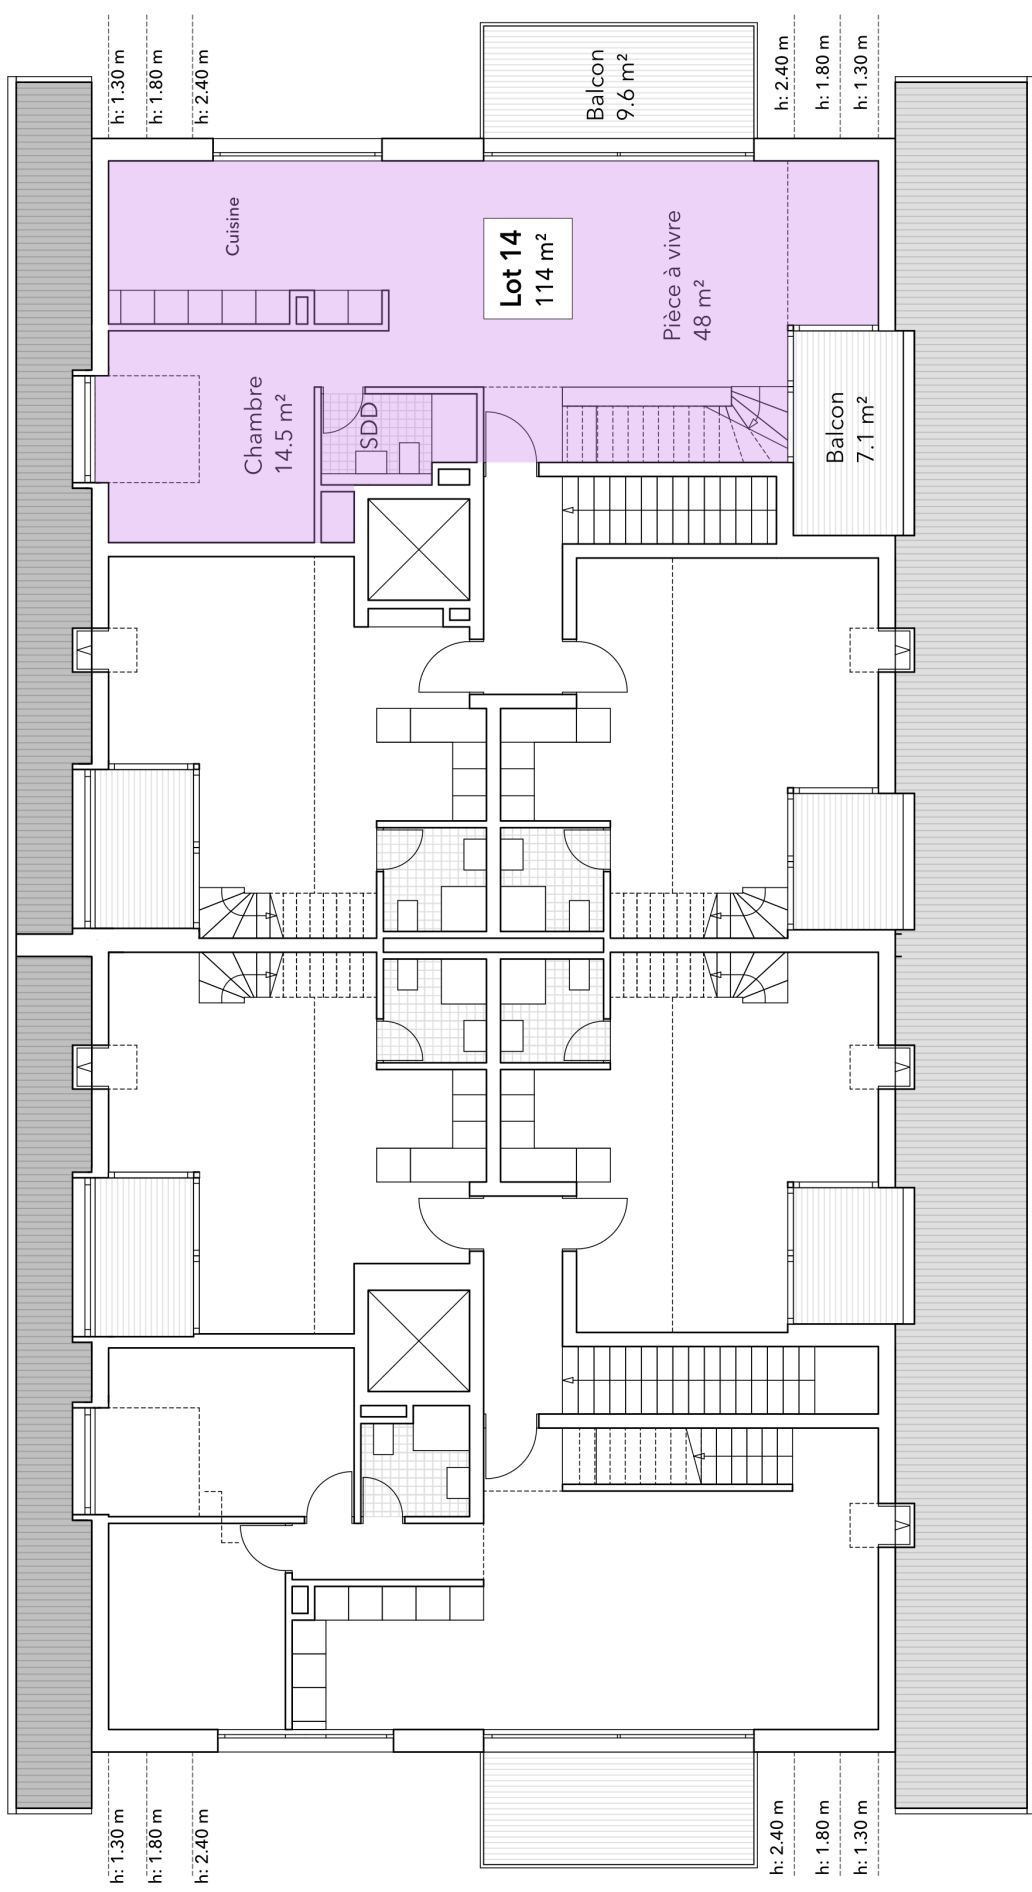 h: 1.30 m
h: 1.80 m
h: 2.40 m
Balcon
9.6 m²
h: 2.40 m
h: 1.80 m
h: 1.30 m
Cuisine
Lot 14
114 m²
Pièce à vivre
48 m²
Chambre
14.5 m²
SDD
Balcon
7.1 m²
h: 1.30 m
h: 1.80 m
h: 2.40 m
h: 2.40 m
h: 1.80 m
h: 1.30 m